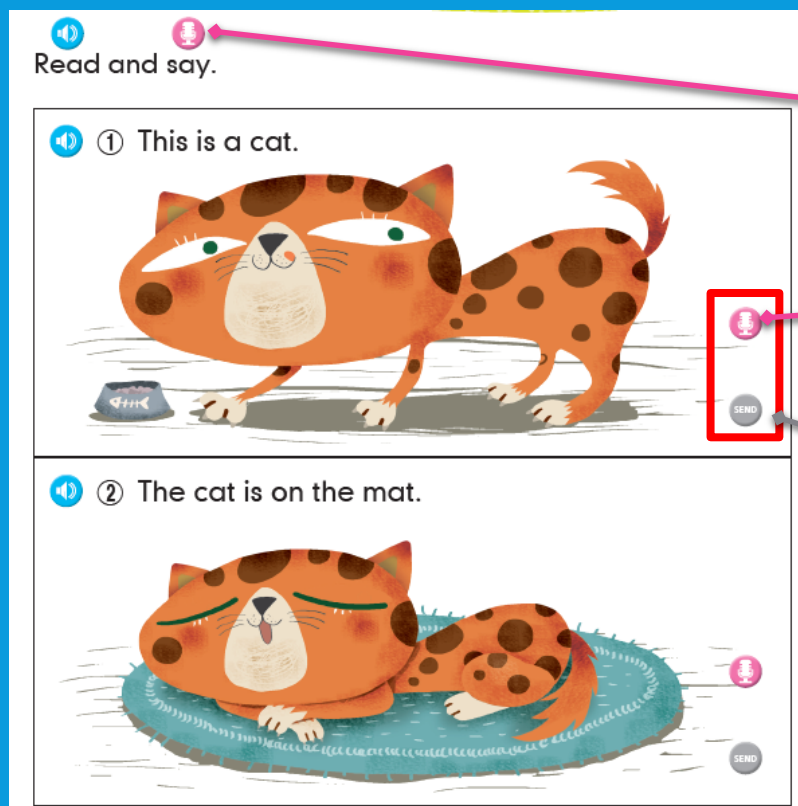 Read and say.
① This is a cat.
SEND
② The cat is on the mat.
SEND